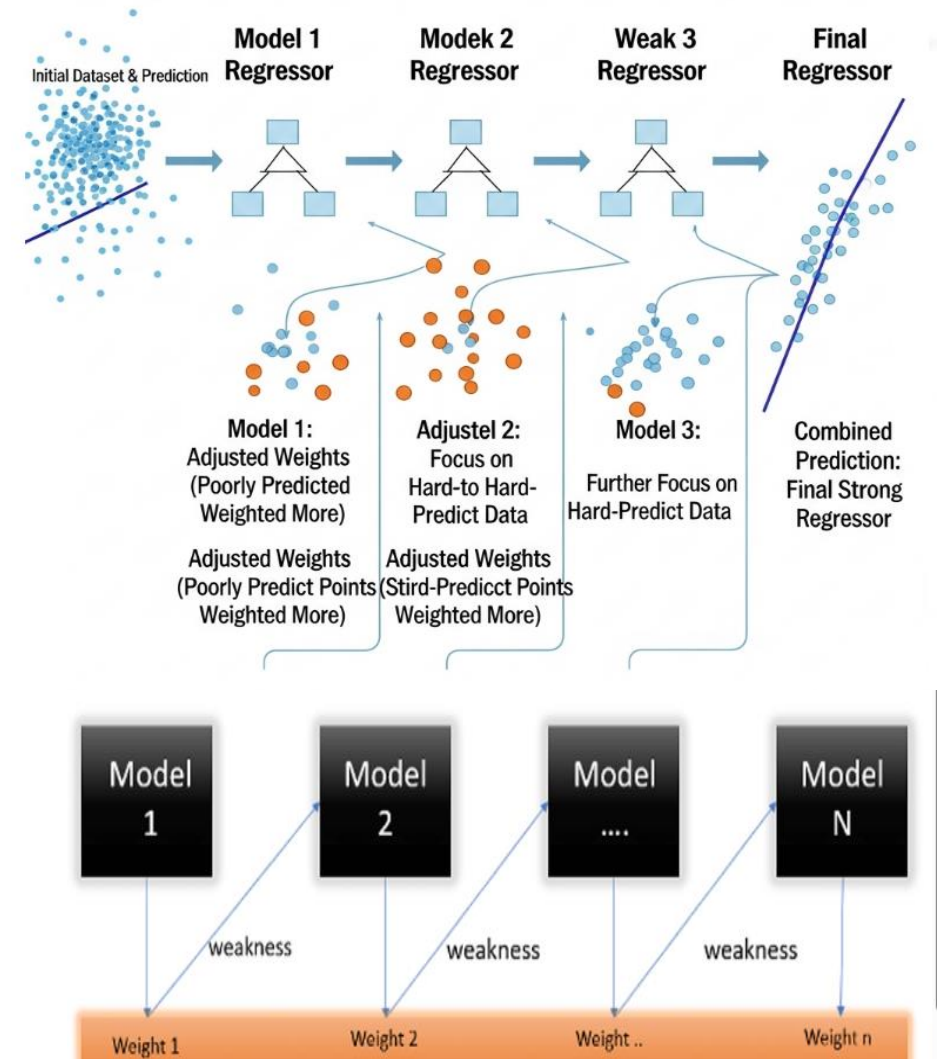 Initial Dataset & Prediction
Model 1
Regressor
Modek 2
Regressor
Weak 3
Regressor
Final
Regressor
Model 1:
Adjusted Weights
(Poorly Predicted
Weighted More)
Adjusted Weights
(Poorly Predict Points
Weighted More)
Adjustel 2:
Focus on
Hard-to Hard-
Predict Data
Adjusted Weights
(Stird-Predicct Points
Weighted More)
Model 3:
Further Focus on
Hard-Predict Data
Combined
Prediction:
Final Strong
Regressor
Model
1
Model
2
Model
....
Model
N
weakness
weakness
weakness
Weight 1
Weight 2
Weight ..
Weight n